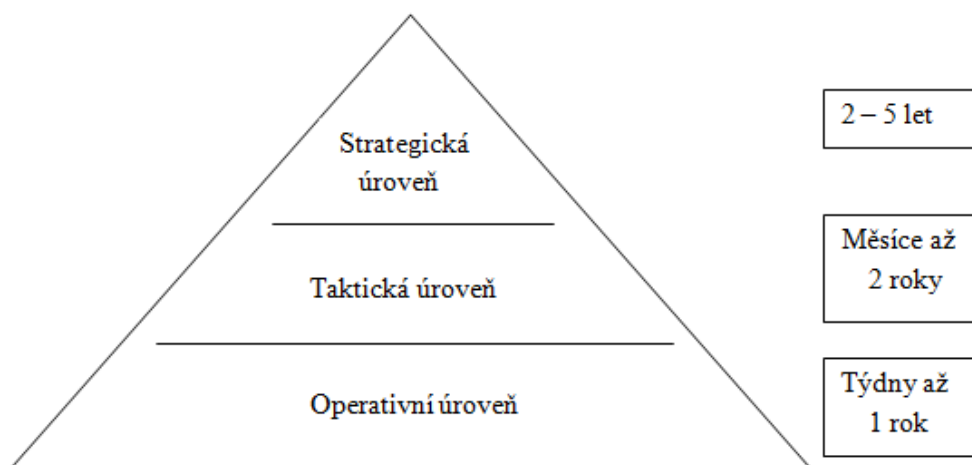 2 – 5 let
Strategická
úroveň
Měsíce až
2 roky
Taktická úroveň
Týdny až
1 rok
Operativní úroveň